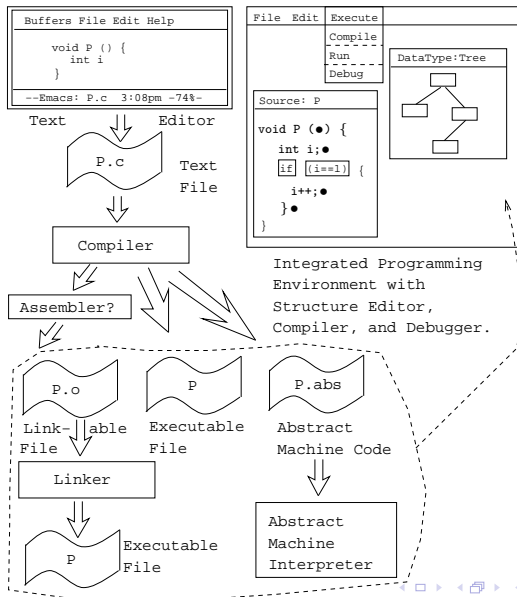 Buffers File Edit Help
void P () {
int i
}
--Emacs: P.c 3:08pm -74%-
Text Editor
P.c
Text
File
Compiler
Assembler?
P.o
P
P.abs
Link-able
File
Executable
File
Abstract
Machine Code
Linker
P
Executable
File
Abstract
Machine
Interpreter
File Edit Execute
Compile
Run
Debug
DataType:Tree
Source: P
void P (●) {
int i;●
if (i==1) {
i++;●
}●
}
Integrated Programming
Environment with
Structure Editor,
Compiler, and Debugger.